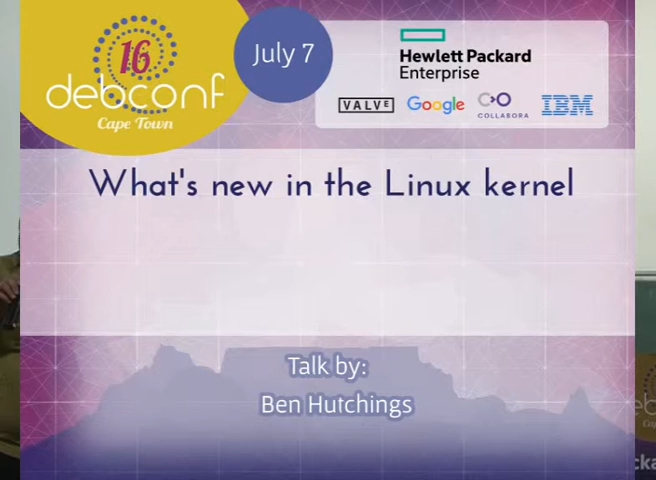 16
debconf
Cape Town
July 7
Hewlett Packard
Enterprise
VALVE
Google
COLLABORA
IBM
What's new in the Linux kernel
Talk by:
Ben Hutchings